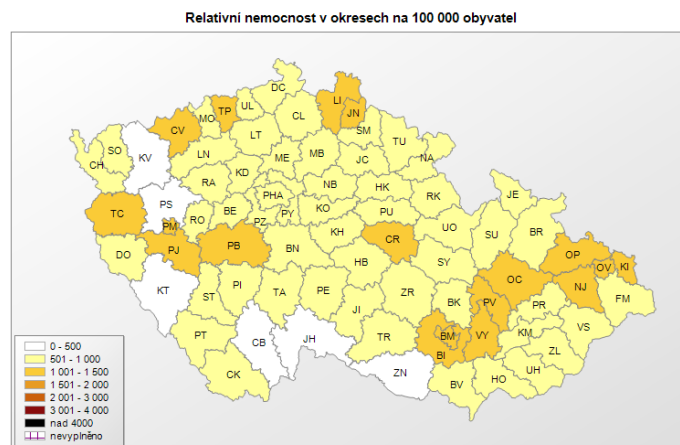 Relativní nemocnost v okresech na 100 000 obyvatel
DC
LI
TP
UL
JN
MO
CL
CV
SM
LT
TU
SO
KV
LN
ME
MB
JC
NA
CH
KD
RA
NB
HK
JE
RK
PHA
TC
PS
BE
KO
PU
RO
PZ
PY
PM
BR
UO
SU
KH
CR
PJ
PB
BN
DO
OP
HB
SY
OV
KI
OC
KT
PI
NJ
ST
TA
PE
ZR
FM
BK
PV
PR
JI
VS
PT
CB
JH
TR
BM
VY
KM
BI
ZL
CK
ZN
UH
BV
HO
0 - 500
501 - 1 000
1 001 - 1 500
1 501 - 2 000
2 001 - 3 000
3 001 - 4 000
nad 4000
nevyplněno